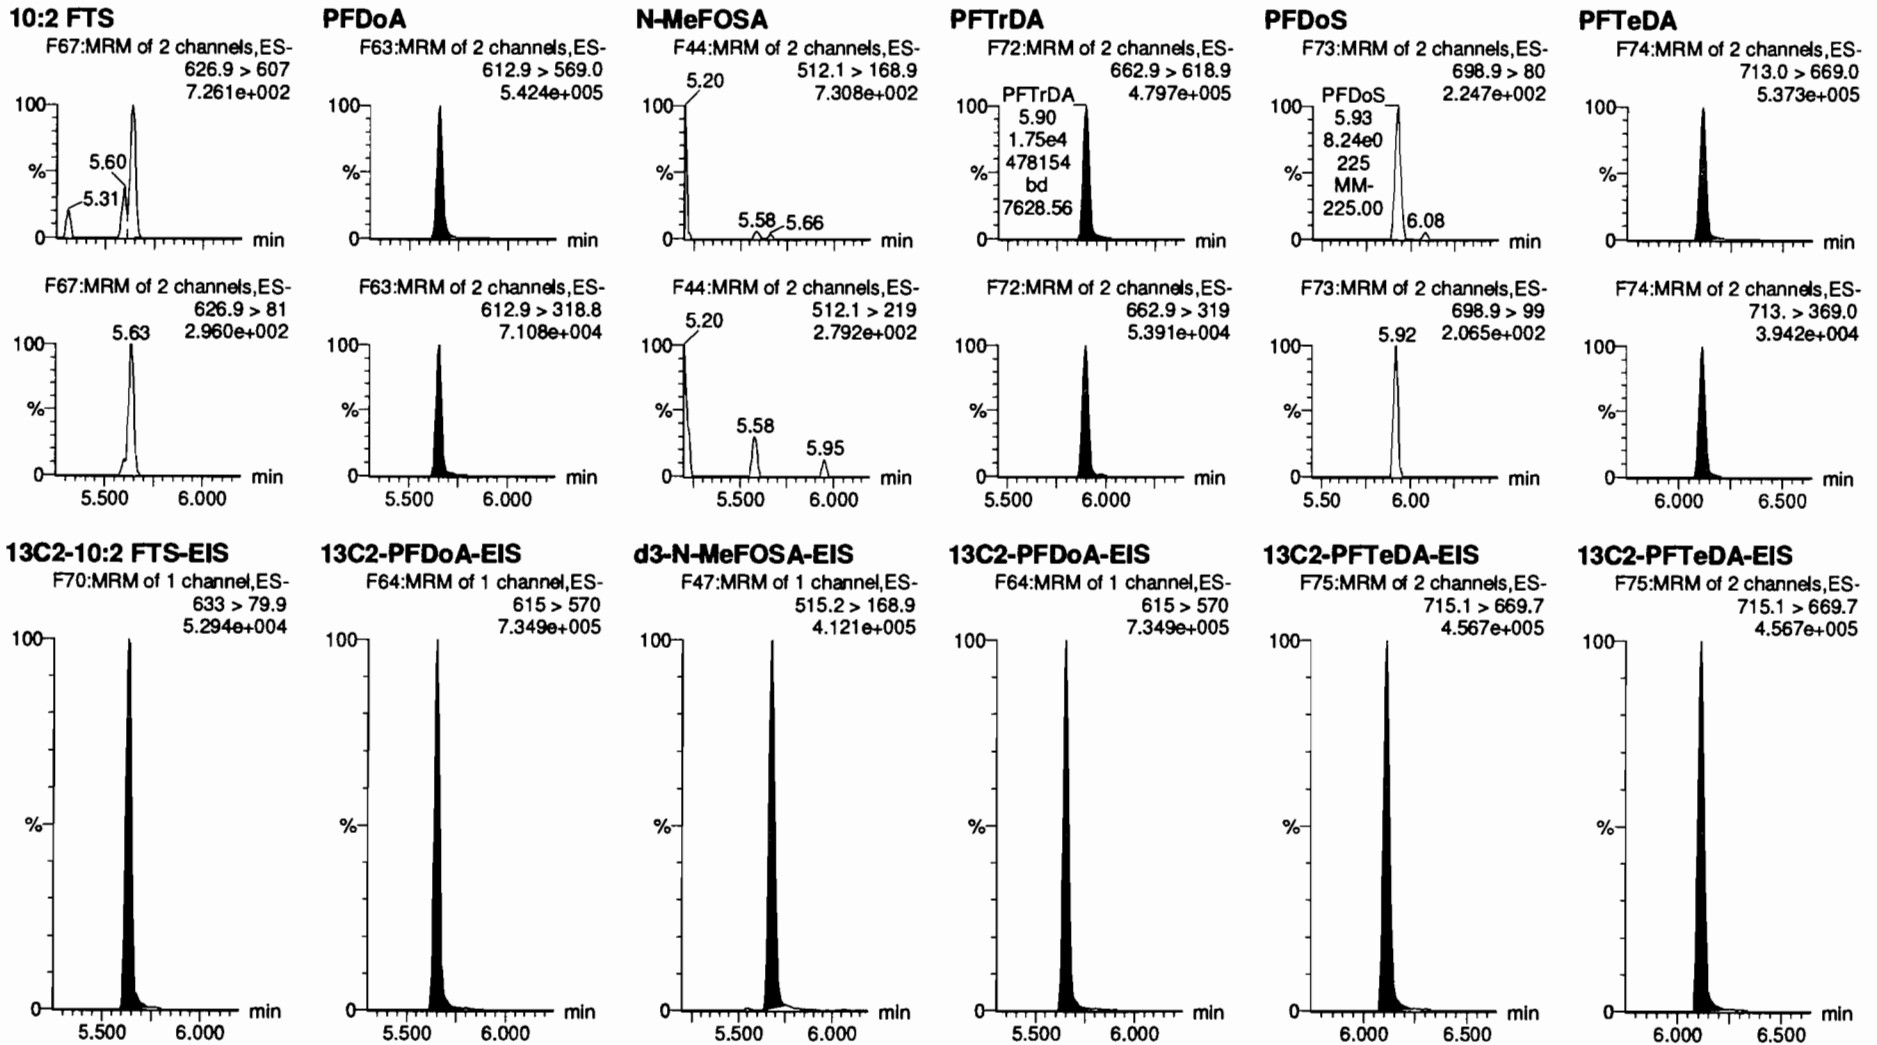 10:2 FTS
F67:MRM of 2 channels,ES-
626.9 > 607
7.261e+002
100
5.60
%
5.31
0
min
F67:MRM of 2 channels,ES-
626.9 > 81
2.960e+002
5.63
100
%
0
min
5.500 6.000
PFDoA
F63:MRM of 2 channels,ES-
612.9 > 569.0
5.424e+005
100
%
0
min
F63:MRM of 2 channels,ES-
612.9 > 318.8
7.108e+004
100
%
0
min
5.500 6.000
N-MeFOSA
F44:MRM of 2 channels,ES-
512.1 > 168.9
7.308e+002
5.20
100
%
5.58 5.66
0
min
F44:MRM of 2 channels,ES-
512.1 > 219
2.792e+002
5.20
100
%
5.58
5.95
0
min
5.500 6.000
PFTrDA
F72:MRM of 2 channels,ES-
662.9 > 618.9
4.797e+005
PFTrDA
100
5.90
1.75e4
478154
%
bd
7628.56
0
min
F72:MRM of 2 channels,ES-
662.9 > 319
5.391e+004
100
%
0
min
5.500 6.000
PFDoS
F73:MRM of 2 channels,ES-
698.9 > 80
2.247e+002
PFDoS
100
5.93
8.24e0
225
%
MM-
225.00
6.08
0
min
F73:MRM of 2 channels,ES-
698.9 > 99
2.065e+002
5.92
100
%
0
min
5.50 6.00
PFTeDA
F74:MRM of 2 channels,ES-
713.0 > 669.0
5.373e+005
100
%
0
min
F74:MRM of 2 channels,ES-
713. > 369.0
3.942e+004
100
%
0
min
6.000 6.500
13C2-10:2 FTS-EIS
F70:MRM of 1 channel,ES-
633 > 79.9
5.294e+004
100
%
0
min
5.500 6.000
13C2-PFDoA-EIS
F64:MRM of 1 channel,ES-
615 > 570
7.349e+005
100
%
0
min
5.500 6.000
d3-N-MeFOSA-EIS
F47:MRM of 1 channel,ES-
515.2 > 168.9
4.121e+005
100
%
0
min
5.500 6.000
13C2-PFDoA-EIS
F64:MRM of 1 channel,ES-
615 > 570
7.349e+005
100
%
0
min
5.500 6.000
13C2-PFTeDA-EIS
F75:MRM of 2 channels,ES-
715.1 > 669.7
4.567e+005
100
%
0
min
6.000 6.500
13C2-PFTeDA-EIS
F75:MRM of 2 channels,ES-
715.1 > 669.7
4.567e+005
100
%
0
min
6.000 6.500